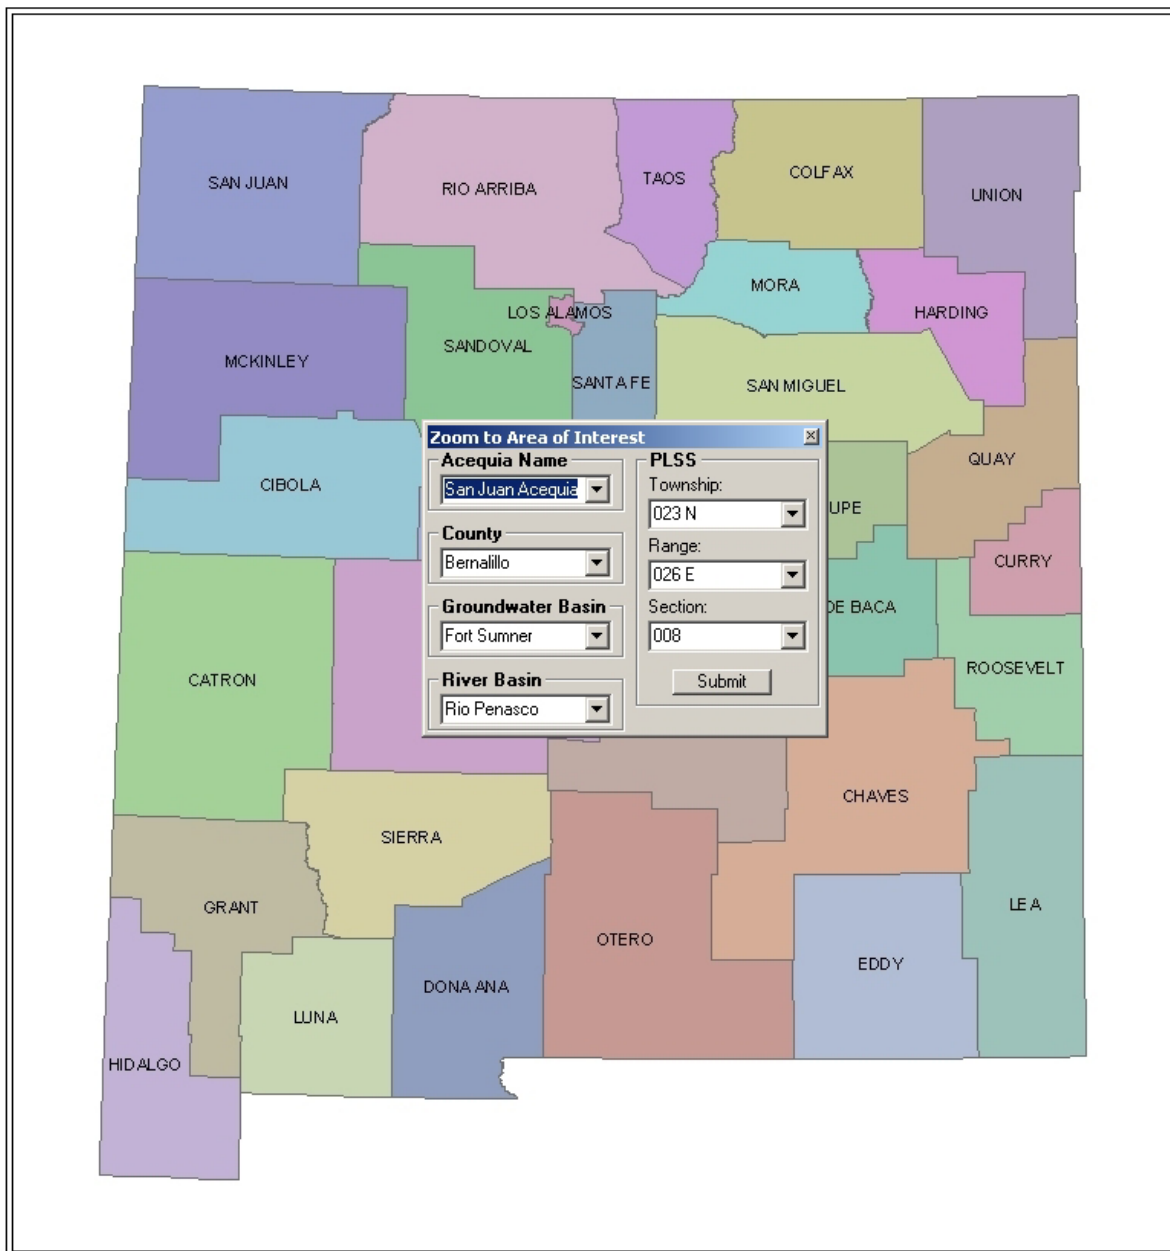 SAN JUAN
RIO ARRIBA
TAOS
COLFAX
UNION
MORA
HARDING
LOS ALAMOS
SANDOVAL
MCKINLEY
SANTA FE
SAN MIGUEL
CIBOLA
QUAY
Zoom to Area of Interest
Acequia Name
San Juan Acequia
County
Bernalillo
Groundwater Basin
Fort Sumner
River Basin
Rio Penasco
PLSS
Township:
023 N
Range:
026 E
Section:
008
Submit
UPE
CURRY
DE BACA
ROOSEVELT
CATRON
CHAVES
SIERRA
GRANT
LEA
OTERO
EDDY
DONA ANA
LUNA
HIDALGO